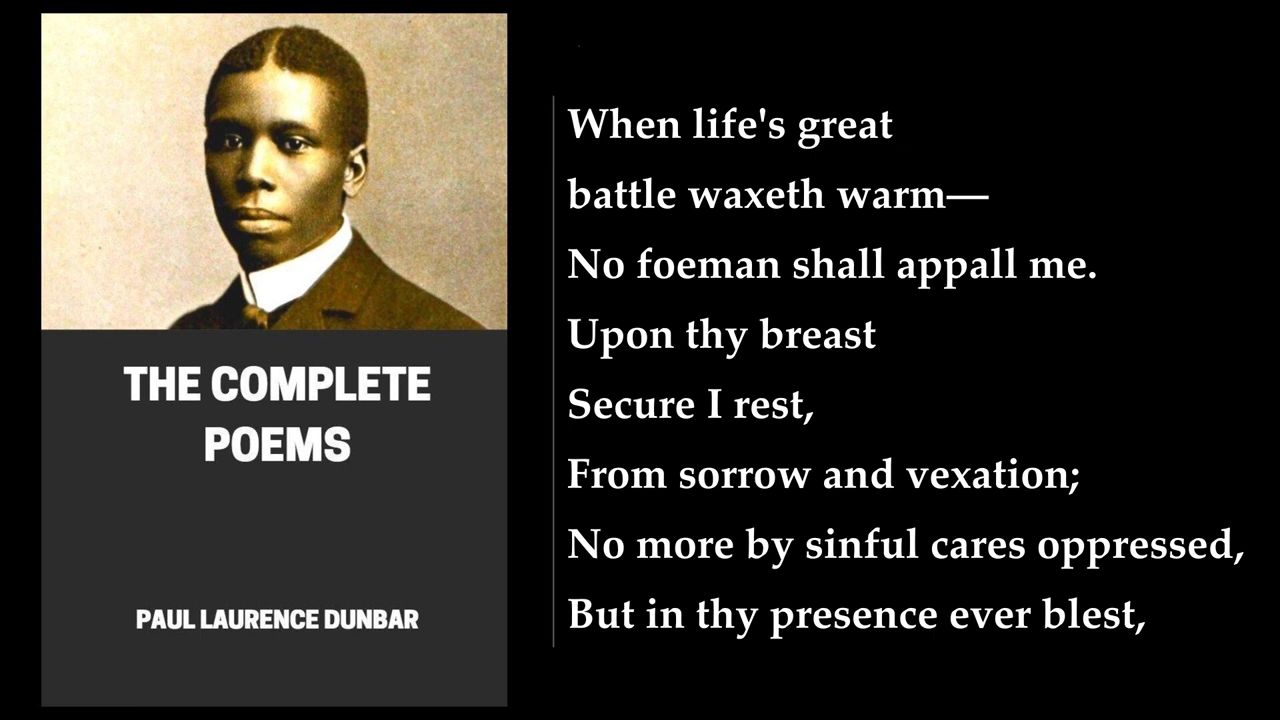 THE COMPLETE
POEMS
PAUL LAURENCE DUNBAR
When life's great
battle waxeth warm—
No foeman shall appall me.
Upon thy breast
Secure I rest,
From sorrow and vexation;
No more by sinful cares oppressed,
But in thy presence ever blest,